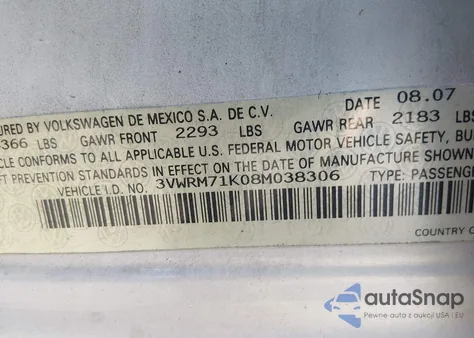 URED BY VOLKSWAGEN DE MEXICO S.A. DE C.V. DATE 08.07
366 LBS GAWR FRONT 2293 LBS GAWR REAR 2183 LBS
CLE CONFORMS TO ALL APPLICABLE U.S. FEDERAL MOTOR VEHICLE SAFETY, BU
FT PREVENTION STANDARDS IN EFFECT ON THE DATE OF MANUFACTURE SHOWN
VEHICLE I.D. NO. 3VWRM71K08M038306 TYPE: PASSENGE
COUNTRY O
autoSnap
Pewne auta z aukcji USA i EU